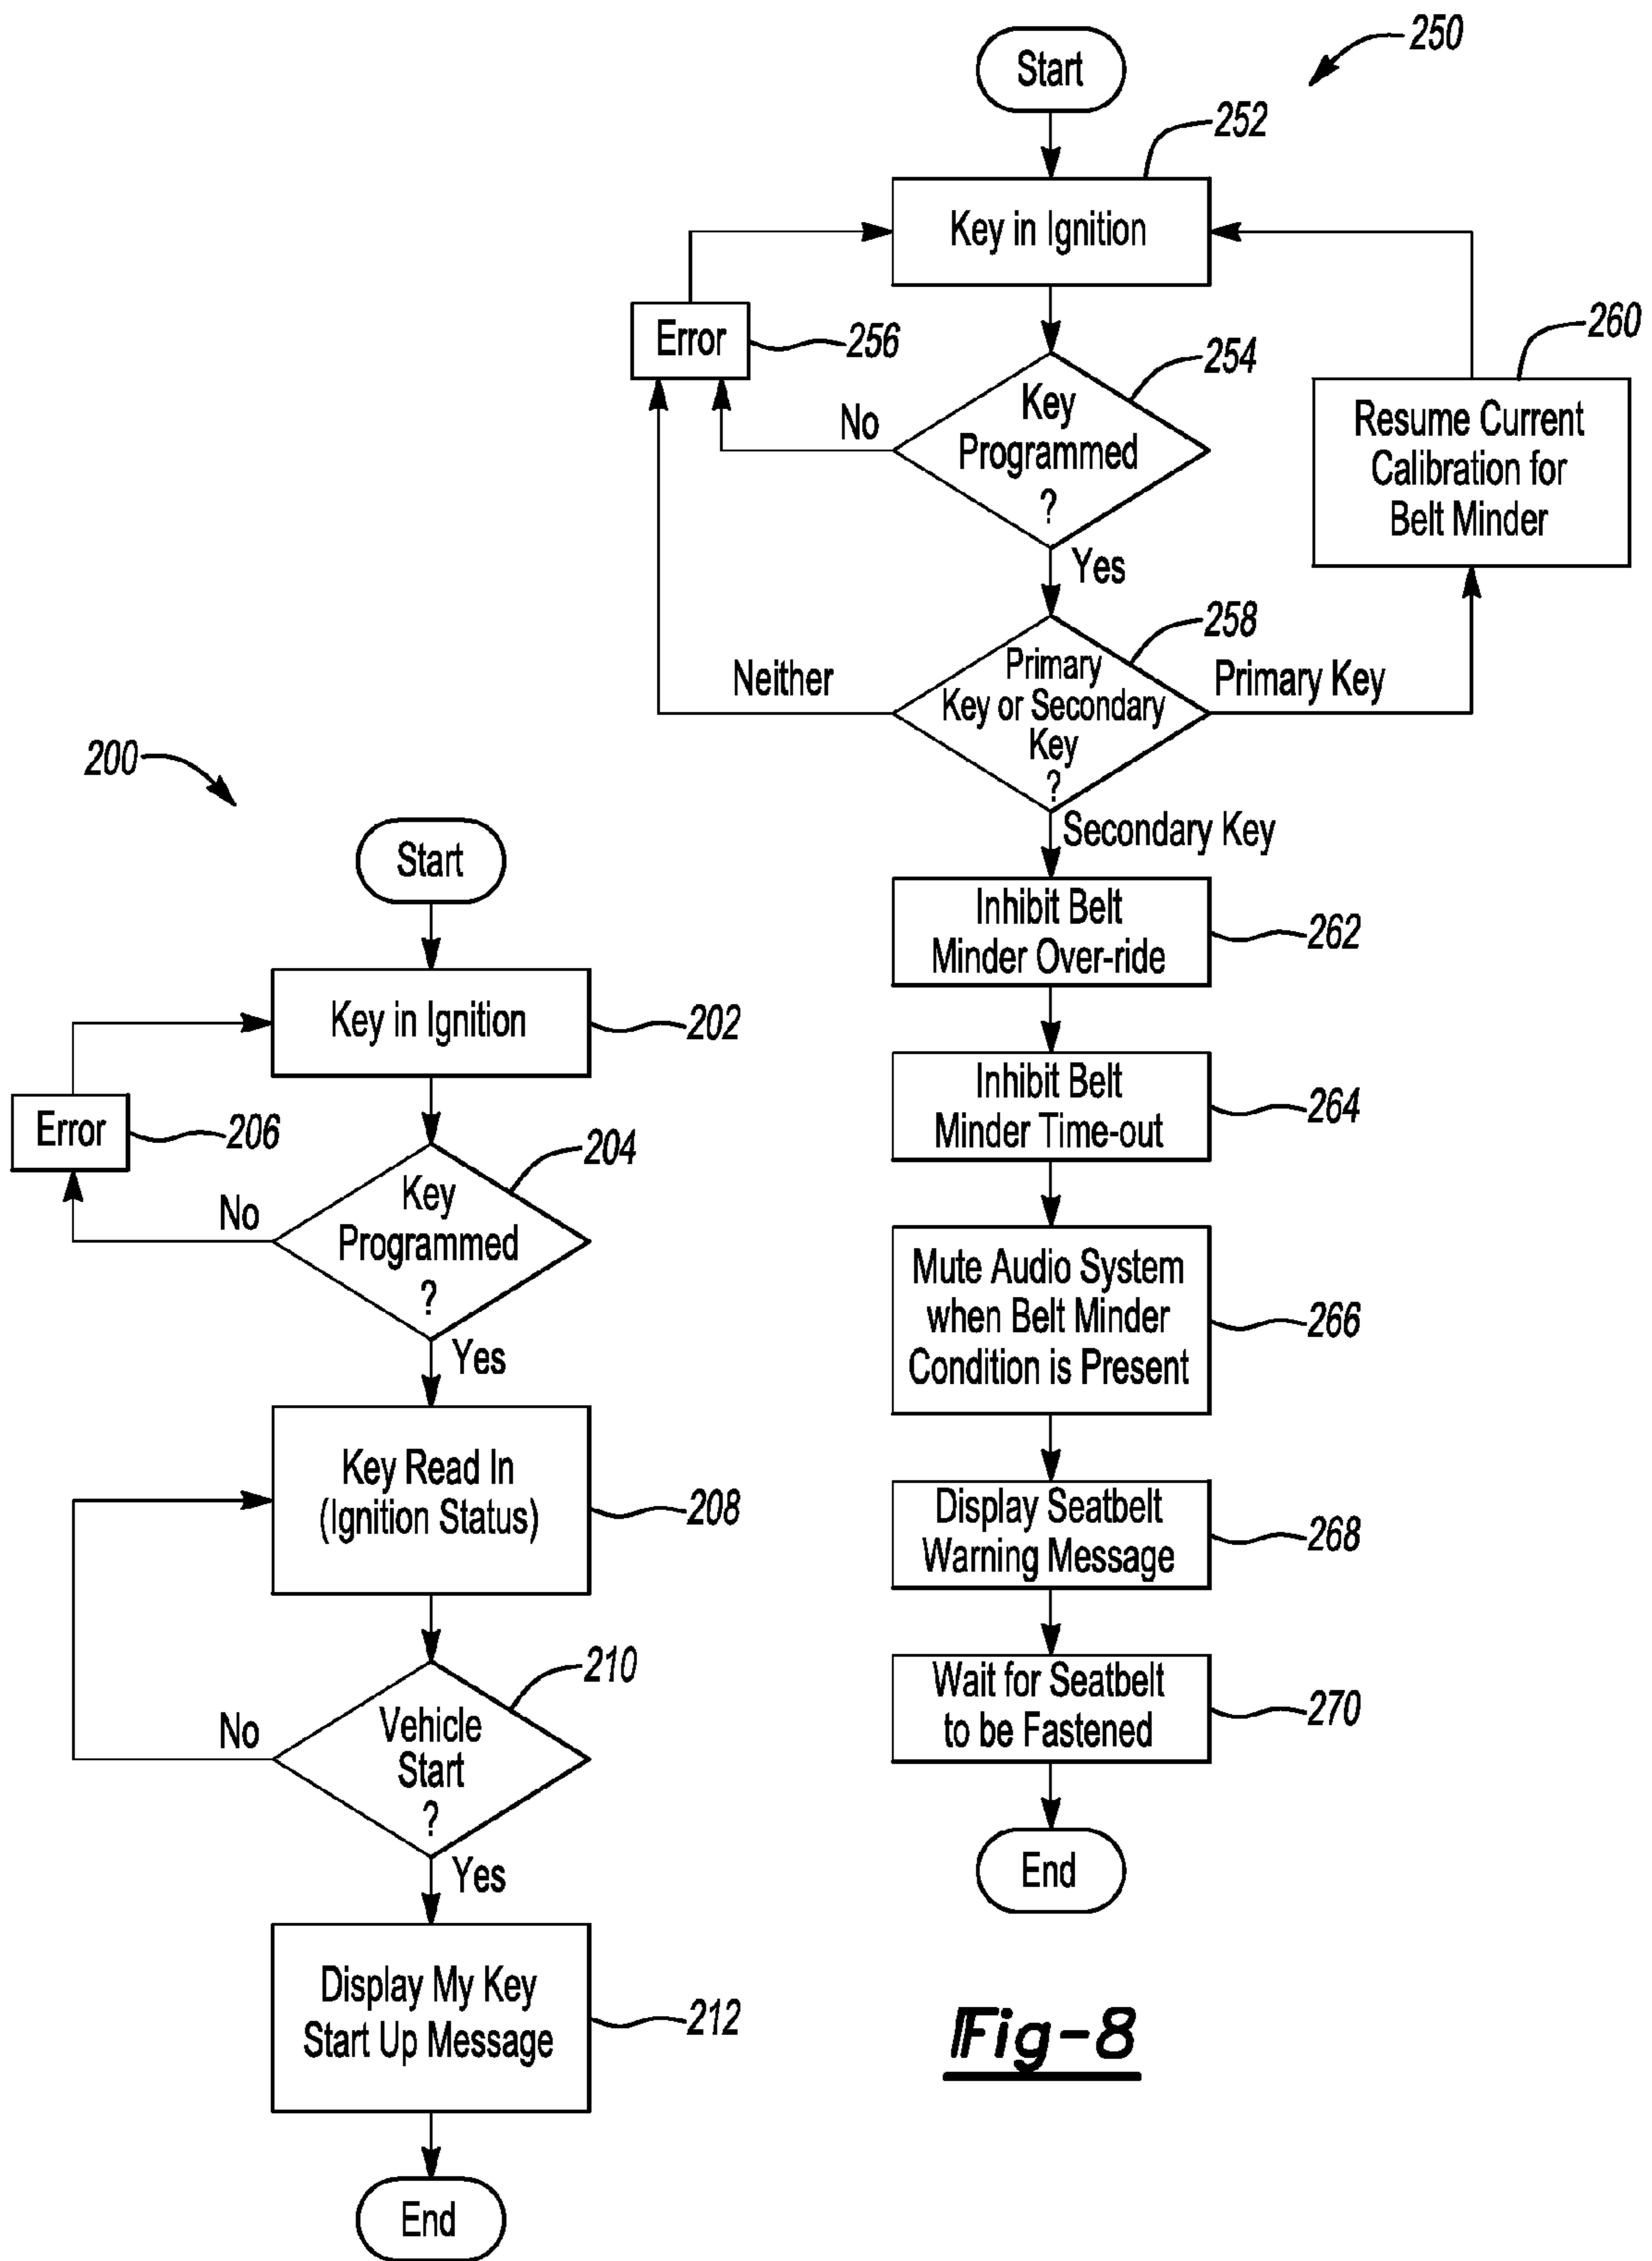 250
Start
252
Key in Ignition
Error
256
254
Key
Programmed
?
No
Yes
260
Resume Current
Calibration for
Belt Minder
258
Primary
Key or Secondary
Key
?
Neither
Primary Key
Secondary Key
Inhibit Belt
Minder Over-ride
262
Inhibit Belt
Minder Time-out
264
Mute Audio System
when Belt Minder
Condition is Present
266
Display Seatbelt
Warning Message
268
Wait for Seatbelt
to be Fastened
270
End
Fig-8
200
Start
Key in Ignition
202
Error
206
204
Key
Programmed
?
No
Yes
Key Read In
(Ignition Status)
208
210
Vehicle
Start
?
No
Yes
Display My Key
Start Up Message
212
End